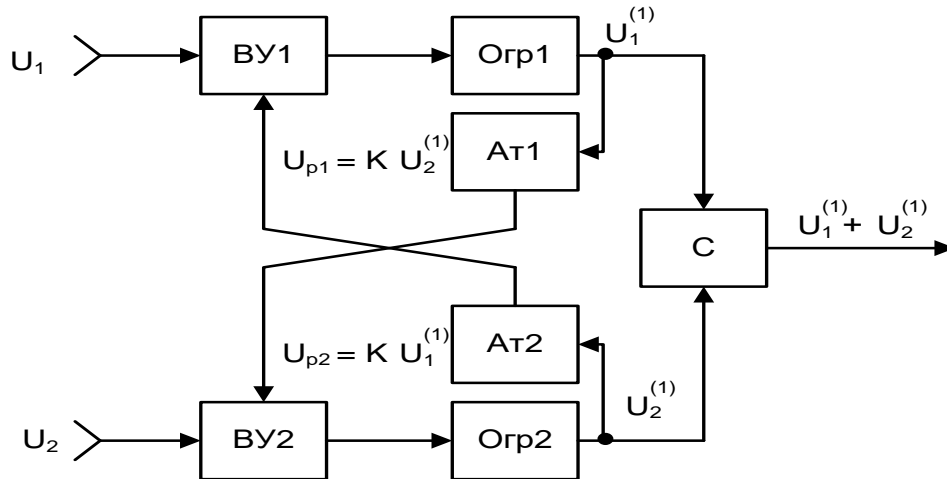 U₁^(1)
U₁
ВУ1
Огр1
Uр1 = K U₂^(1)
Ат1
С
U₁^(1) + U₂^(1)
Uр2 = K U₁^(1)
Ат2
U₂^(1)
U₂
ВУ2
Огр2